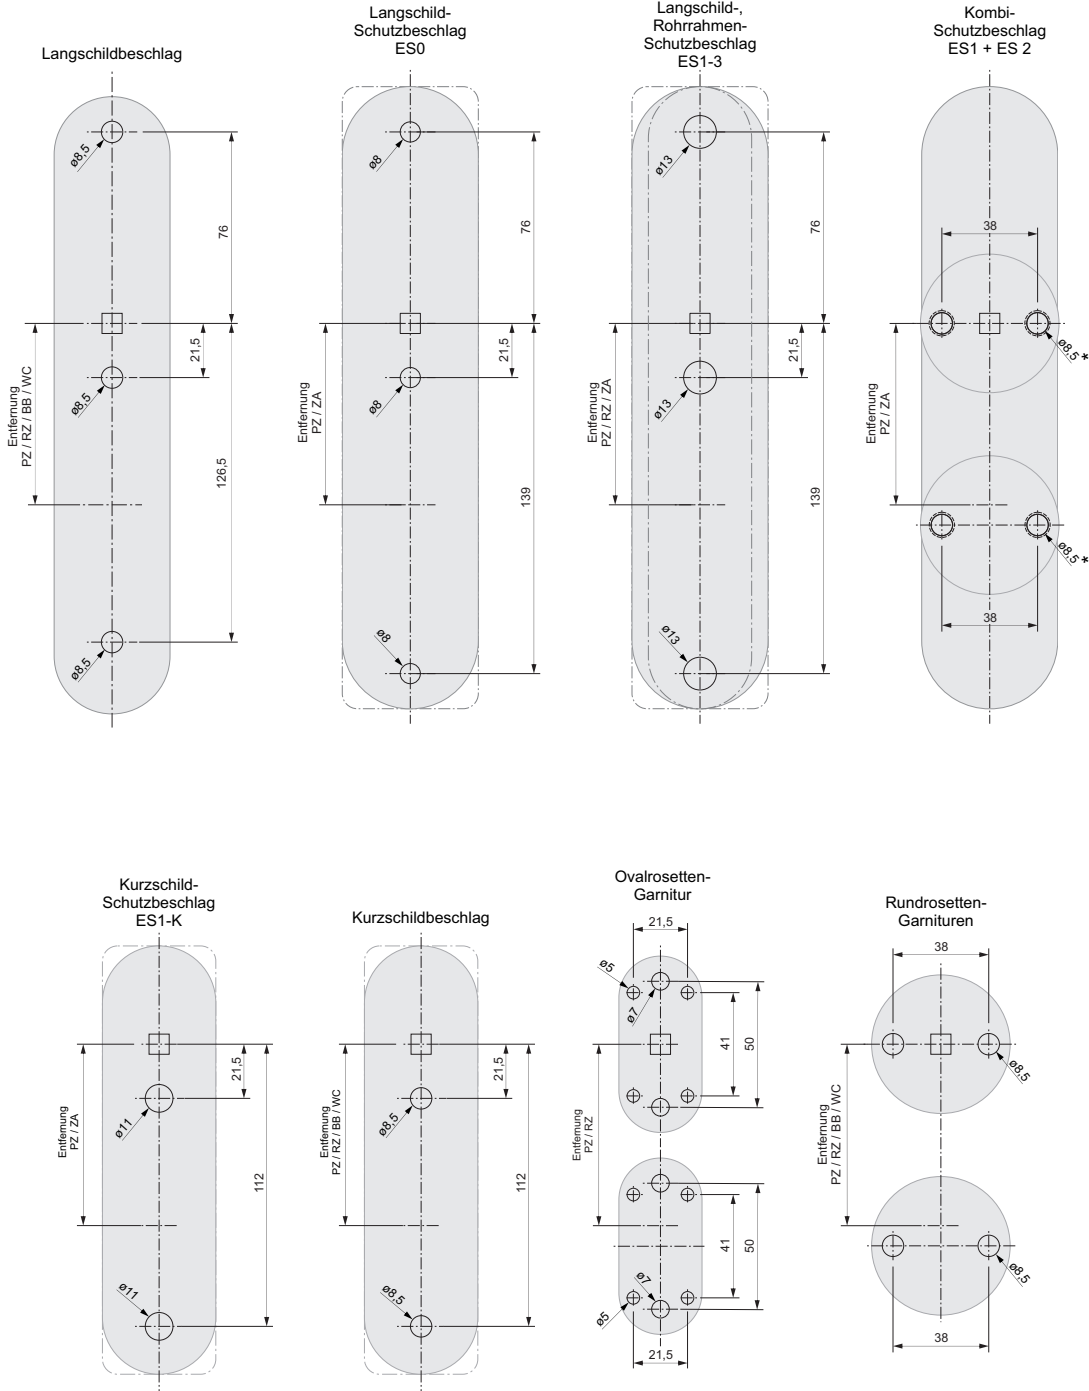 Langschildbeschlag
ø8,5
76
21,5
ø8,5
Entfernung
PZ / RZ / BB / WC
126,5
ø8,5
Langschild-
Schutzbeschlag
ES0
ø8
76
21,5
ø8
Entfernung
PZ / ZA
139
ø8
Langschild-,
Rohrrahmen-
Schutzbeschlag
ES1-3
ø13
76
21,5
ø13
Entfernung
PZ / RZ / ZA
139
ø13
Kombi-
Schutzbeschlag
ES1 + ES 2
38
ø8,5*
Entfernung
PZ / ZA
ø8,5*
38
Kurzschild-
Schutzbeschlag
ES1-K
21,5
ø11
Entfernung
PZ / ZA
112
ø11
Kurzschildbeschlag
21,5
ø8,5
Entfernung
PZ / RZ / BB / WC
112
ø8,5
Ovalrosetten-
Garnitur
21,5
ø5
ø7
41
50
Entfernung
PZ / RZ
41
50
ø7
ø5
21,5
Rundrosetten-
Garnituren
38
ø8,5
Entfernung
PZ / RZ / BB / WC
ø8,5
38